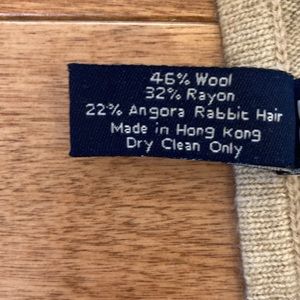 46% Wool
32% Rayon
22% Angora Rabbit Hair
Made in Hong Kong
Dry Clean Only